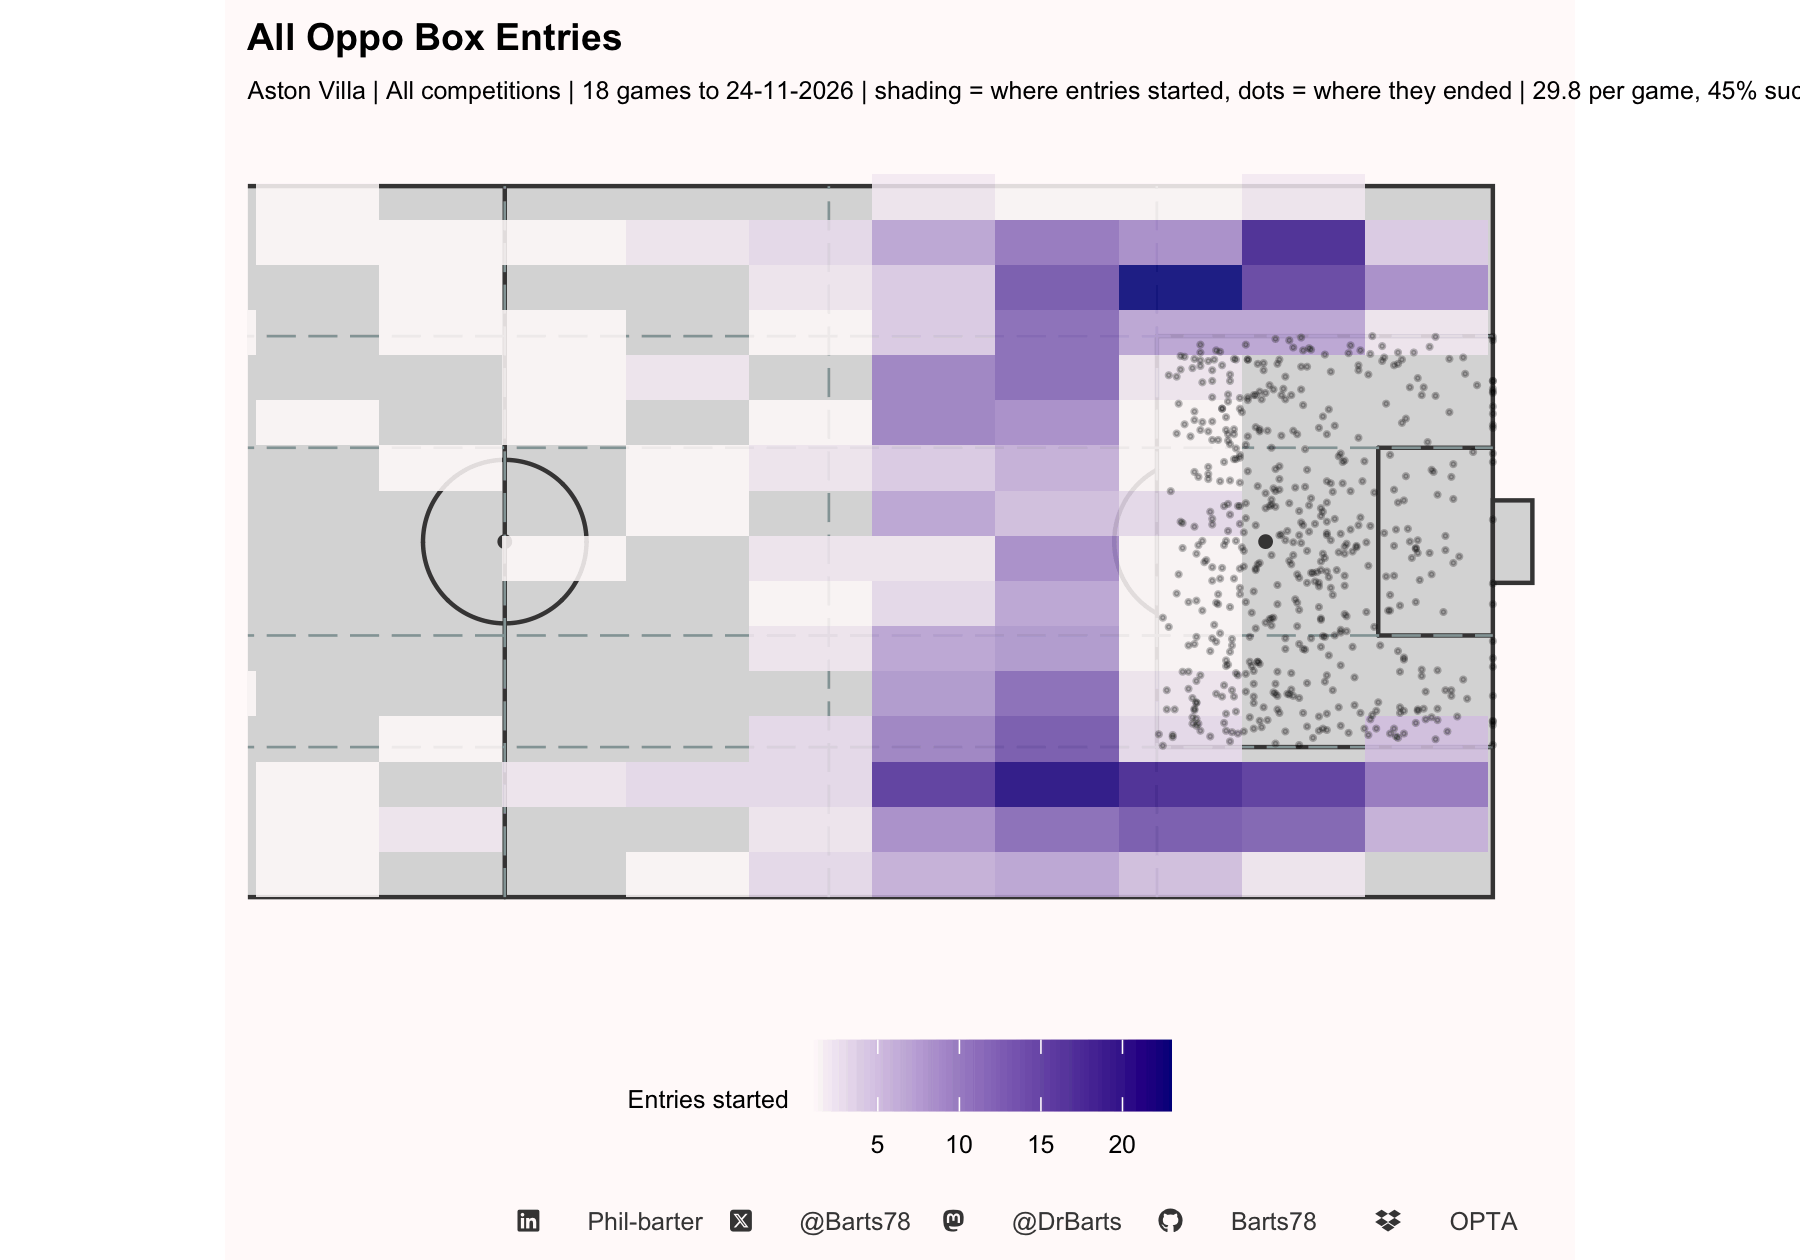 All Oppo Box Entries
Aston Villa | All competitions | 18 games to 24-11-2026 | shading = where entries started, dots = where they ended | 29.8 per game, 45% suc
Entries started
5 10 15 20
Phil-barter @Barts78 @DrBarts Barts78 OPTA